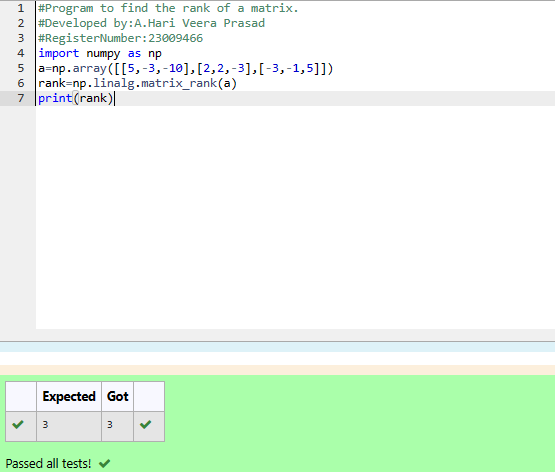 1 #Program to find the rank of a matrix.
2 #Developed by:A.Hari Veera Prasad
3 #RegisterNumber:23009466
4 import numpy as np
5 a=np.array([[5,-3,-10],[2,2,-3],[-3,-1,5]])
6 rank=np.linalg.matrix_rank(a)
7 print(rank)
Expected Got
3 3
Passed all tests!